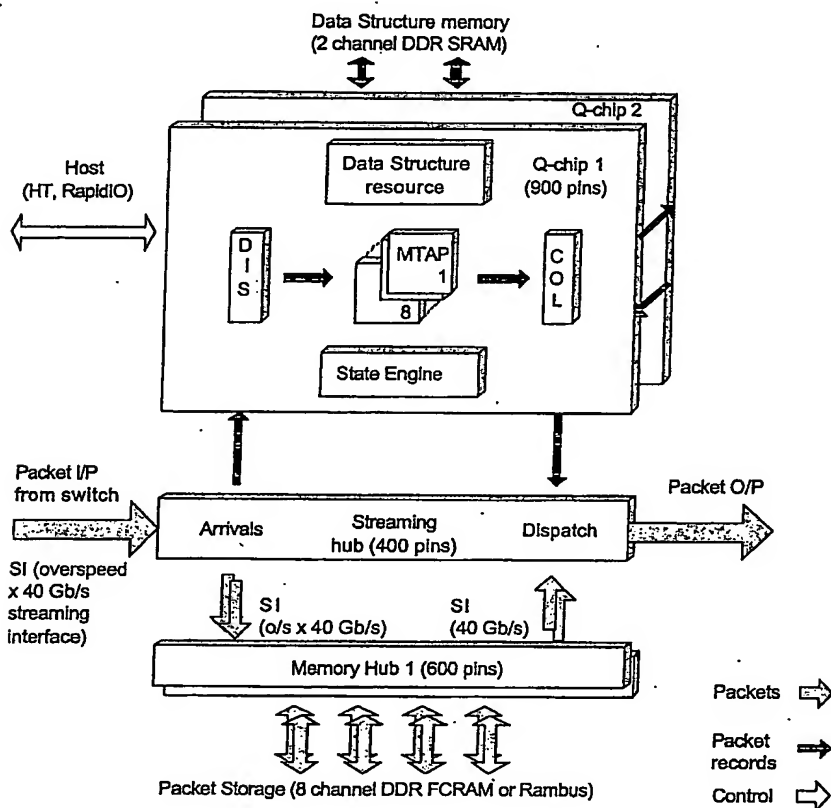 Data Structure memory
(2 channel DDR SRAM)
Q-chip 2
Host
(HT, RapidIO)
Data Structure
resource
Q-chip 1
(900 pins)
D
I
S
MTAP
1
8
C
O
L
State Engine
Packet I/P
from switch
Packet O/P
Arrivals
Streaming
hub (400 pins)
Dispatch
SI (overspeed
x 40 Gb/s
streaming
interface)
SI
(o/s x 40 Gb/s)
SI
(40 Gb/s)
Memory Hub 1 (600 pins)
Packets
Packet
records
Control
Packet Storage (8 channel DDR FCRAM or Rambus)